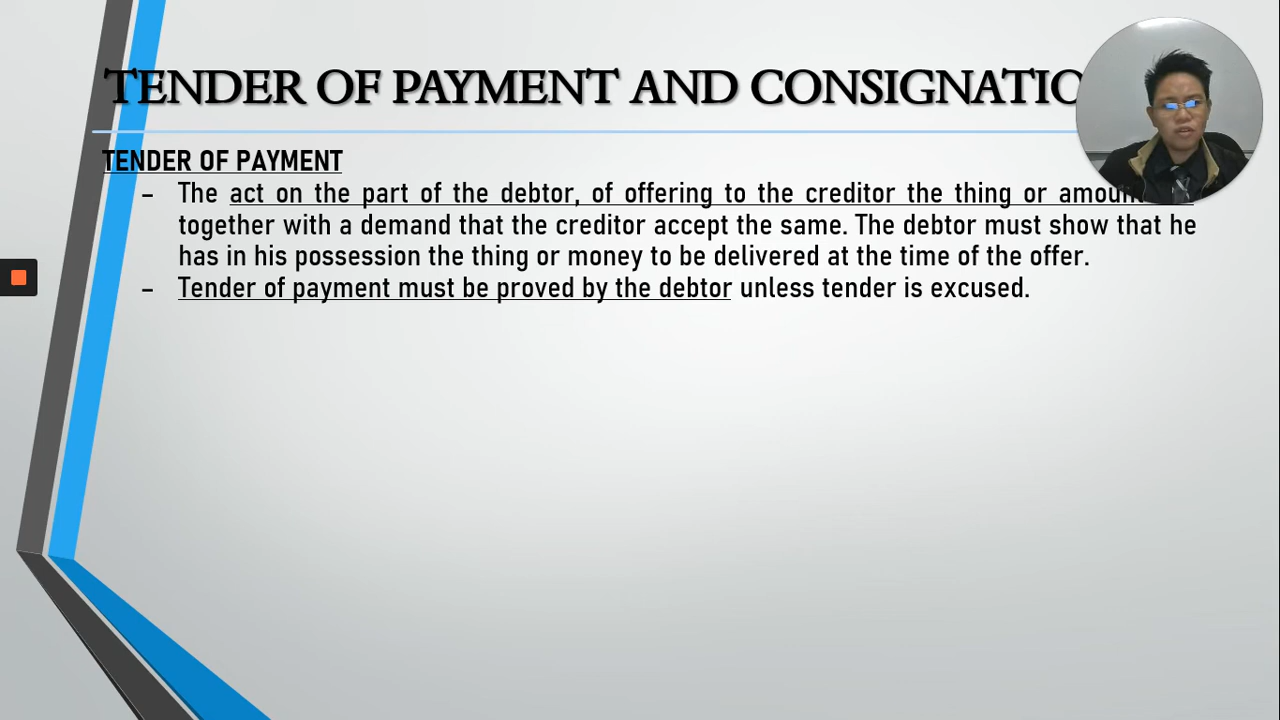 TENDER OF PAYMENT AND CONSIGNATIO
TENDER OF PAYMENT
- The act on the part of the debtor, of offering to the creditor the thing or
together with a demand that the creditor accept the same. The debtor must show that he
has in his possession the thing or money to be delivered at the time of the offer.
- Tender of payment must be proved by the debtor unless tender is excused.